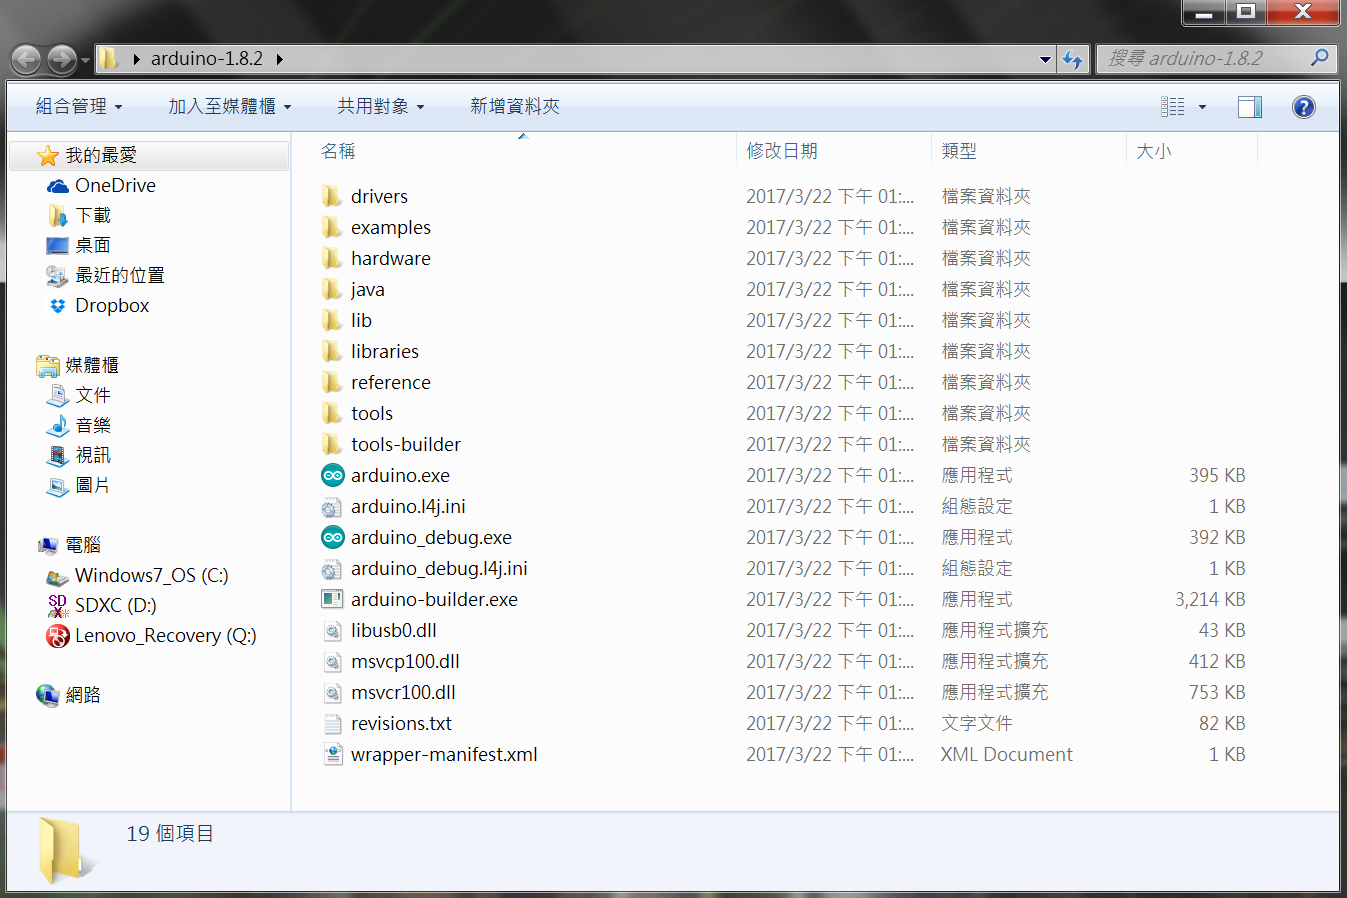 arduino-1.8.2
搜尋 arduino-1.8.2
組合管理 加入至媒體櫃 共用對象 新增資料夾
我的最愛
OneDrive
下載
桌面
最近的位置
Dropbox
媒體櫃
文件
音樂
視訊
圖片
電腦
Windows7_OS (C:)
SDXC (D:)
Lenovo_Recovery (Q:)
網路
名稱 修改日期 類型 大小
drivers 2017/3/22 下午 01:... 檔案資料夾
examples 2017/3/22 下午 01:... 檔案資料夾
hardware 2017/3/22 下午 01:... 檔案資料夾
java 2017/3/22 下午 01:... 檔案資料夾
lib 2017/3/22 下午 01:... 檔案資料夾
libraries 2017/3/22 下午 01:... 檔案資料夾
reference 2017/3/22 下午 01:... 檔案資料夾
tools 2017/3/22 下午 01:... 檔案資料夾
tools-builder 2017/3/22 下午 01:... 檔案資料夾
arduino.exe 2017/3/22 下午 01:... 應用程式 395 KB
arduino.l4j.ini 2017/3/22 下午 01:... 組態設定 1 KB
arduino_debug.exe 2017/3/22 下午 01:... 應用程式 392 KB
arduino_debug.l4j.ini 2017/3/22 下午 01:... 組態設定 1 KB
arduino-builder.exe 2017/3/22 下午 01:... 應用程式 3,214 KB
libusb0.dll 2017/3/22 下午 01:... 應用程式擴充 43 KB
msvcp100.dll 2017/3/22 下午 01:... 應用程式擴充 412 KB
msvcr100.dll 2017/3/22 下午 01:... 應用程式擴充 753 KB
revisions.txt 2017/3/22 下午 01:... 文字文件 82 KB
wrapper-manifest.xml 2017/3/22 下午 01:... XML Document 1 KB
19 個項目